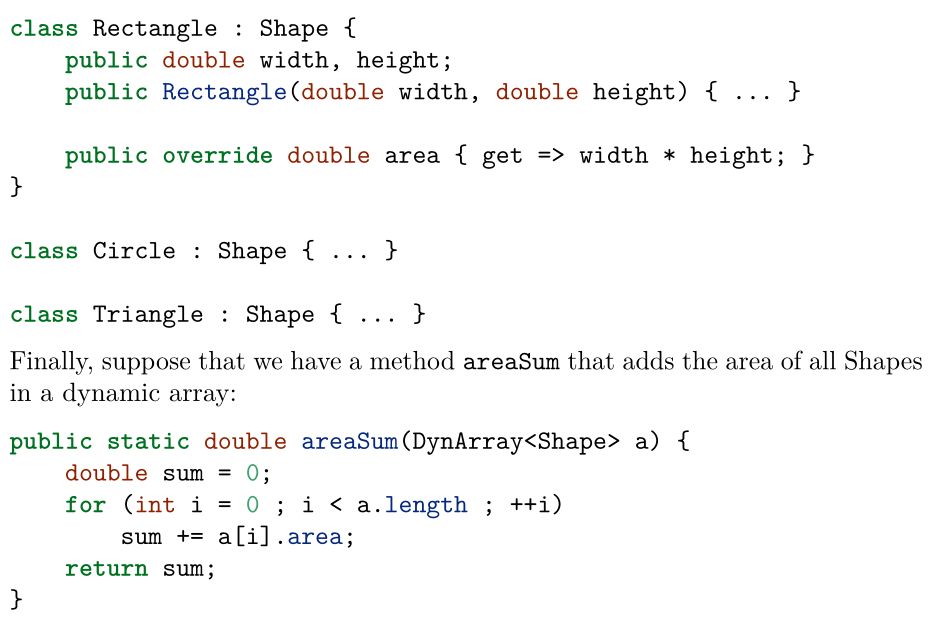 class Rectangle : Shape {
    public double width, height;
    public Rectangle(double width, double height) { ... }
    public override double area { get => width * height; }
}
class Circle : Shape { ... }
class Triangle : Shape { ... }
Finally, suppose that we have a method areaSum that adds the area of all Shapes
in a dynamic array:
public static double areaSum(DynArray<Shape> a) {
    double sum = 0;
    for (int i = 0 ; i < a.length ; ++i)
        sum += a[i].area;
    return sum;
}